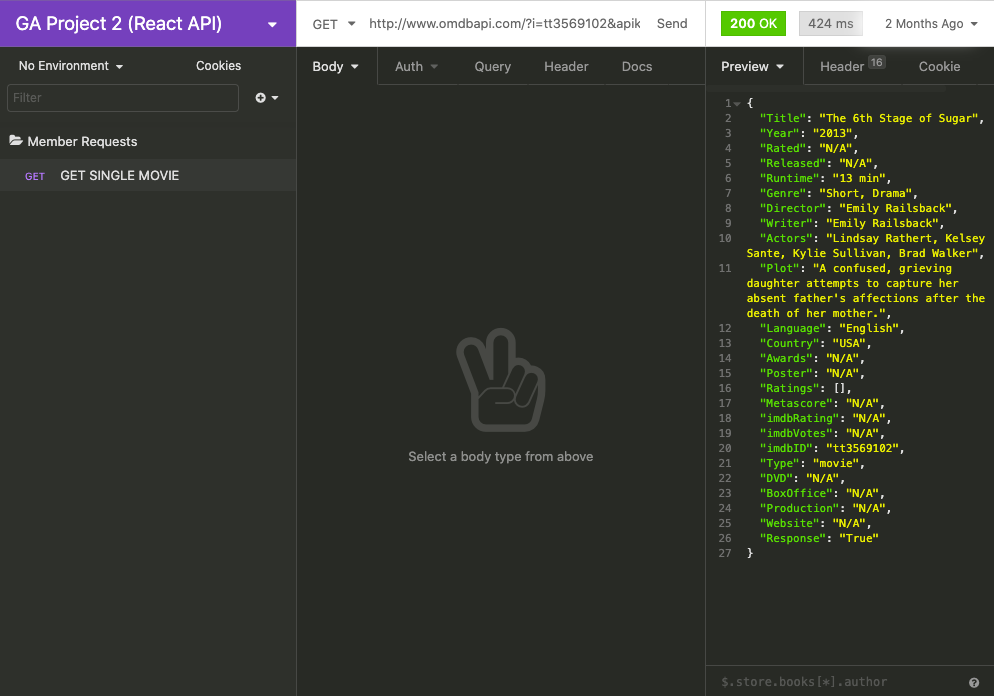 GA Project 2 (React API)
GET
http://www.omdbapi.com/?i=tt3569102&apik
Send
200 OK
424 ms
2 Months Ago
No Environment
Cookies
Body
Auth
Query
Header
Docs
Preview
Header 16
Cookie
Filter
Member Requests
GET GET SINGLE MOVIE
Select a body type from above
1 {
2 "Title": "The 6th Stage of Sugar",
3 "Year": "2013",
4 "Rated": "N/A",
5 "Released": "N/A",
6 "Runtime": "13 min",
7 "Genre": "Short, Drama",
8 "Director": "Emily Railsback",
9 "Writer": "Emily Railsback",
10 "Actors": "Lindsay Rathert, Kelsey
Sante, Kylie Sullivan, Brad Walker",
11 "Plot": "A confused, grieving
daughter attempts to capture her
absent father's affections after the
death of her mother.",
12 "Language": "English",
13 "Country": "USA",
14 "Awards": "N/A",
15 "Poster": "N/A",
16 "Ratings": [],
17 "Metascore": "N/A",
18 "imdbRating": "N/A",
19 "imdbVotes": "N/A",
20 "imdbID": "tt3569102",
21 "Type": "movie",
22 "DVD": "N/A",
23 "BoxOffice": "N/A",
24 "Production": "N/A",
25 "Website": "N/A",
26 "Response": "True"
27 }
$.store.books[*].author